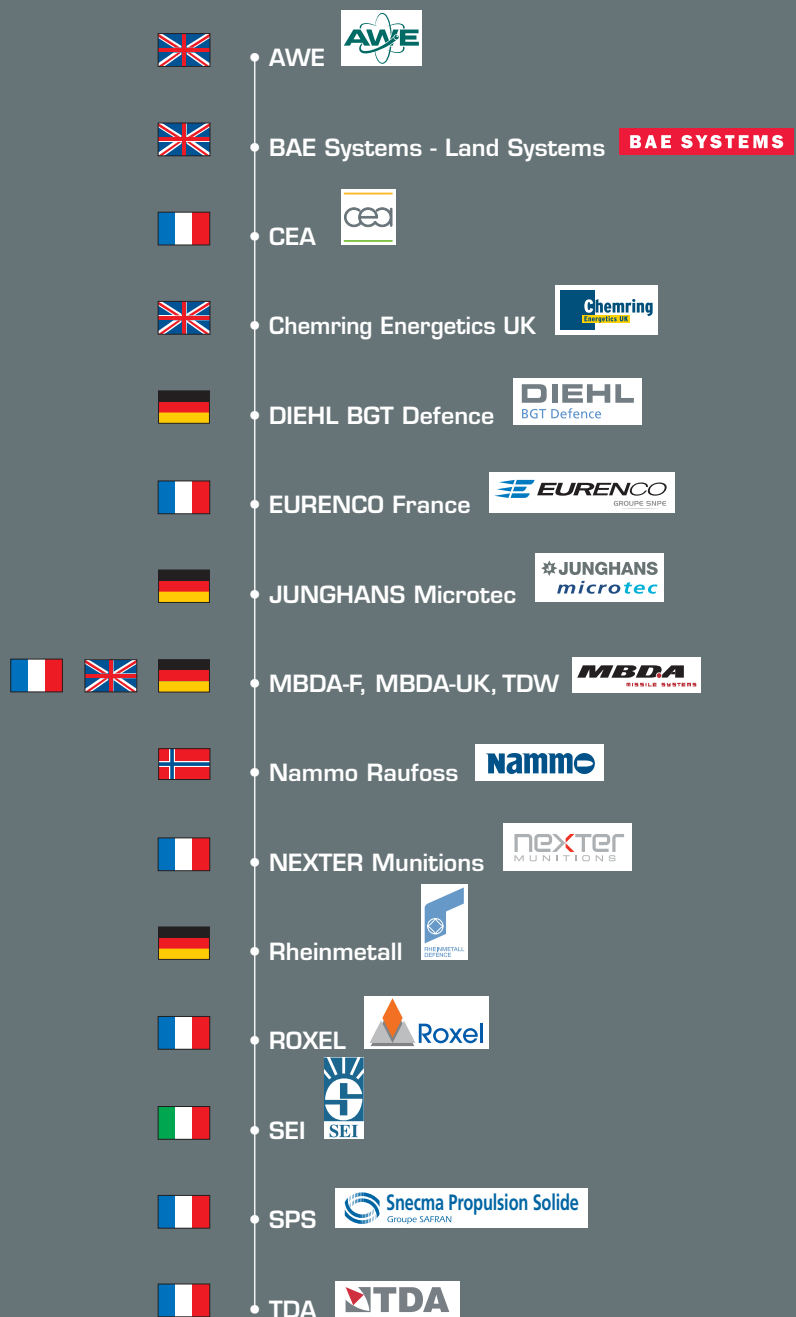 AWE AWE
BAE Systems - Land Systems BAE SYSTEMS
CEA cea
Chemring Energetics UK Chemring
Energetics UK
DIEHL BGT Defence DIEHL
BGT Defence
EURENCO France EURENCO
GROUPE SNPE
JUNGHANS Microtec JUNGHANS
microtec
MBDA-F, MBDA-UK, TDW MBDA
MISSILE SYSTEMS
Nammo Raufoss Nammo
NEXTER Munitions nexter
MUNITIONS
Rheinmetall RHEINMETALL
DEFENCE
ROXEL Roxel
SEI SEI
SPS Snecma Propulsion Solide
Groupe SAFRAN
TDA TDA